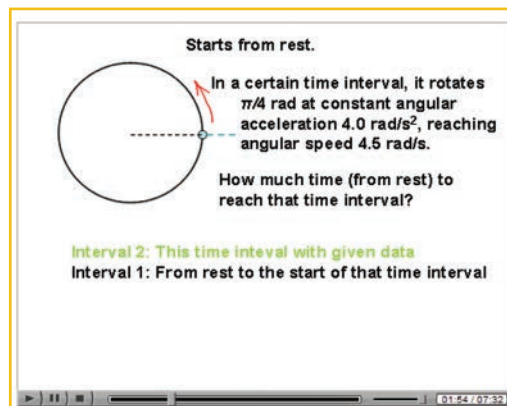 Starts from rest.
In a certain time interval, it rotates
π/4 rad at constant angular
acceleration 4.0 rad/s², reaching
angular speed 4.5 rad/s.
How much time (from rest) to
reach that time interval?
Interval 2: This time inteval with given data
Interval 1: From rest to the start of that time interval
01:54 / 07:32